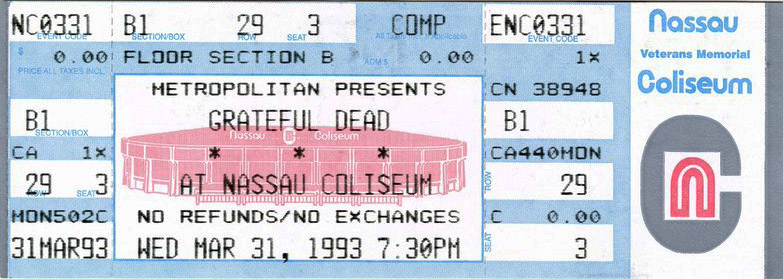 NC0331 B1 29 3 COMP ENC0331
EVENT CODE SECTION/BOX ROW SEAT EVENT CODE
$ 0.00 FLOOR SECTION B ADM$ 0.00 1X
PRICE ALL TAXES INCL.
METROPOLITAN PRESENTS CN 38948
B1 GRATEFUL DEAD B1
SECTION/BOX Nassau C Coliseum
CA 1X * * * CA440MON
29 3 AT NASSAU COLISEUM 29
ROW SEAT ROW
MON502C NO REFUNDS/NO EXCHANGES C 0.00
31MAR93 WED MAR 31, 1993 7:30PM SEAT 3
Nassau
Veterans Memorial
Coliseum